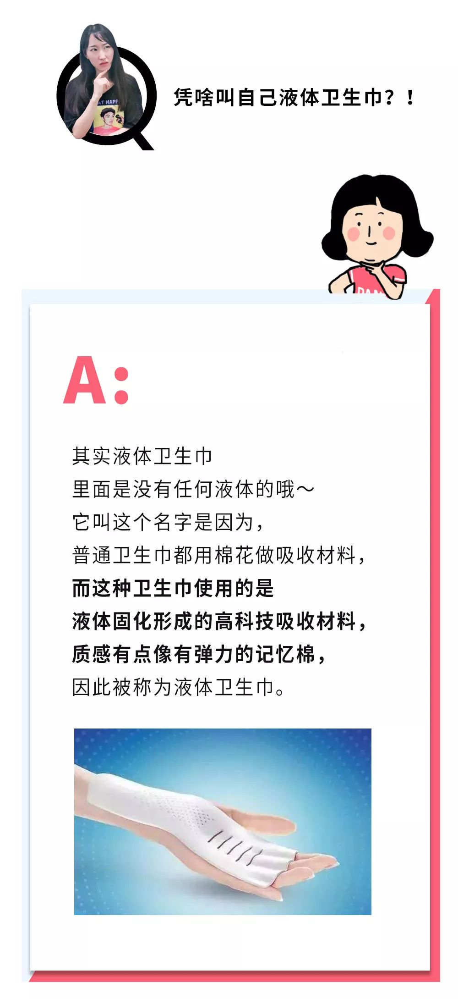 凭啥叫自己液体卫生巾？！
A：
其实液体卫生巾
里面是没有任何液体的哦～
它叫这个名字是因为，
普通卫生巾都用棉花做吸收材料，
而这种卫生巾使用的是
液体固化形成的高科技吸收材料，
质感有点像有弹力的记忆棉，
因此被称为液体卫生巾。